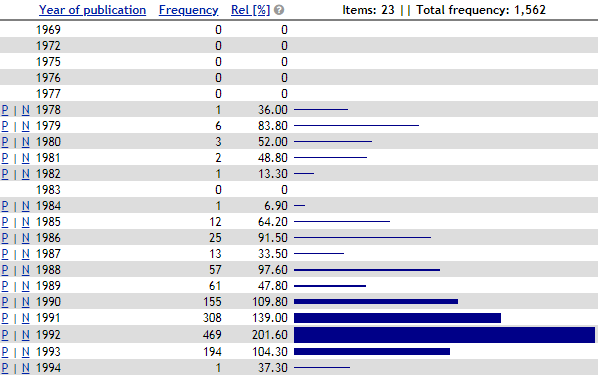 Year of publication Frequency Rel [%] ? Items: 23 || Total frequency: 1,562
1969 0 0
1972 0 0
1975 0 0
1976 0 0
1977 0 0
P | N 1978 1 36.00
P | N 1979 6 83.80
P | N 1980 3 52.00
P | N 1981 2 48.80
P | N 1982 1 13.30
1983 0 0
P | N 1984 1 6.90
P | N 1985 12 64.20
P | N 1986 25 91.50
P | N 1987 13 33.50
P | N 1988 57 97.60
P | N 1989 61 47.80
P | N 1990 155 109.80
P | N 1991 308 139.00
P | N 1992 469 201.60
P | N 1993 194 104.30
P | N 1994 1 37.30